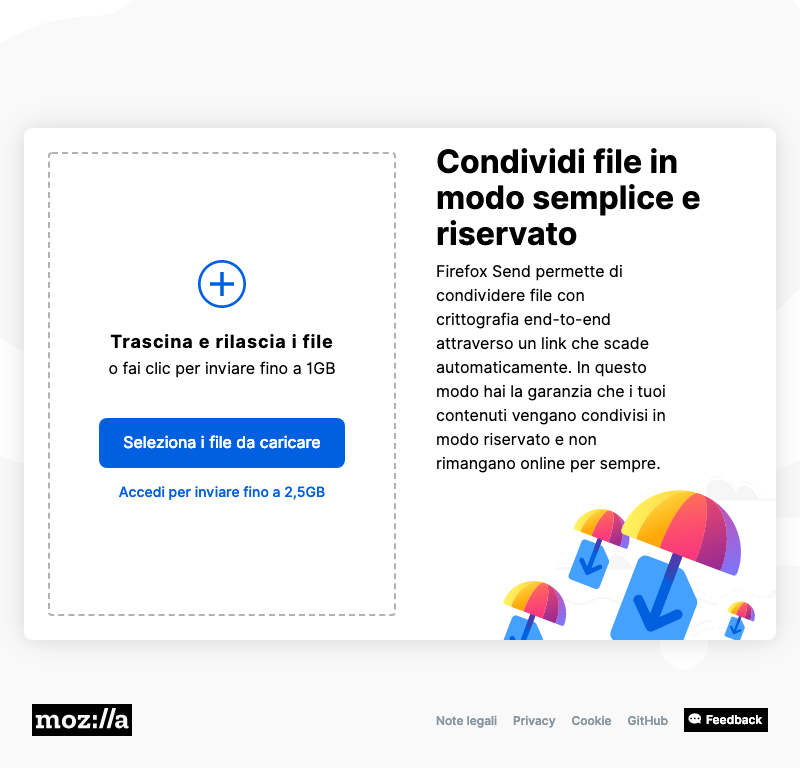 Trascina e rilascia i file
o fai clic per inviare fino a 1GB
Seleziona i file da caricare
Accedi per inviare fino a 2,5GB
Condividi file in
modo semplice e
riservato
Firefox Send permette di
condividere file con
crittografia end-to-end
attraverso un link che scade
automaticamente. In questo
modo hai la garanzia che i tuoi
contenuti vengano condivisi in
modo riservato e non
rimangano online per sempre.
moz://a
Note legali Privacy Cookie GitHub Feedback